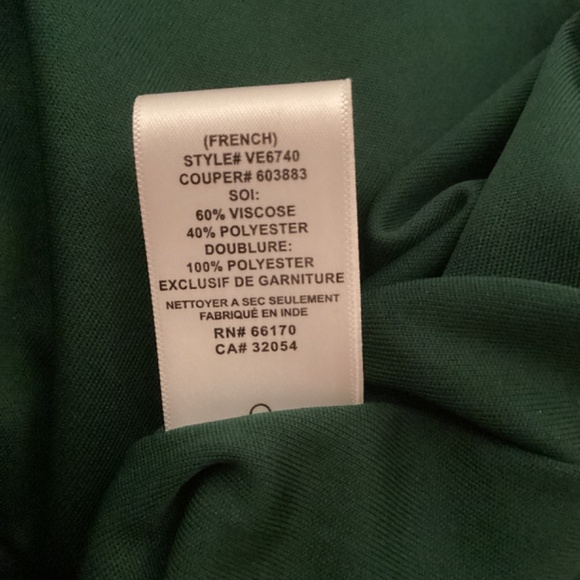 (FRENCH)
STYLE# VE6740
COUPER# 603883
SOI:
60% VISCOSE
40% POLYESTER
DOUBLURE:
100% POLYESTER
EXCLUSIF DE GARNITURE
NETTOYER A SEC SEULEMENT
FABRIQUÉ EN INDE
RN# 66170
CA# 32054